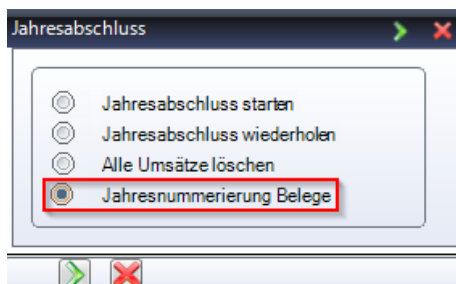 Jahresabschluss
Jahresabschluss starten
Jahresabschluss wiederholen
Alle Umsätze löschen
Jahresnummerierung Belege